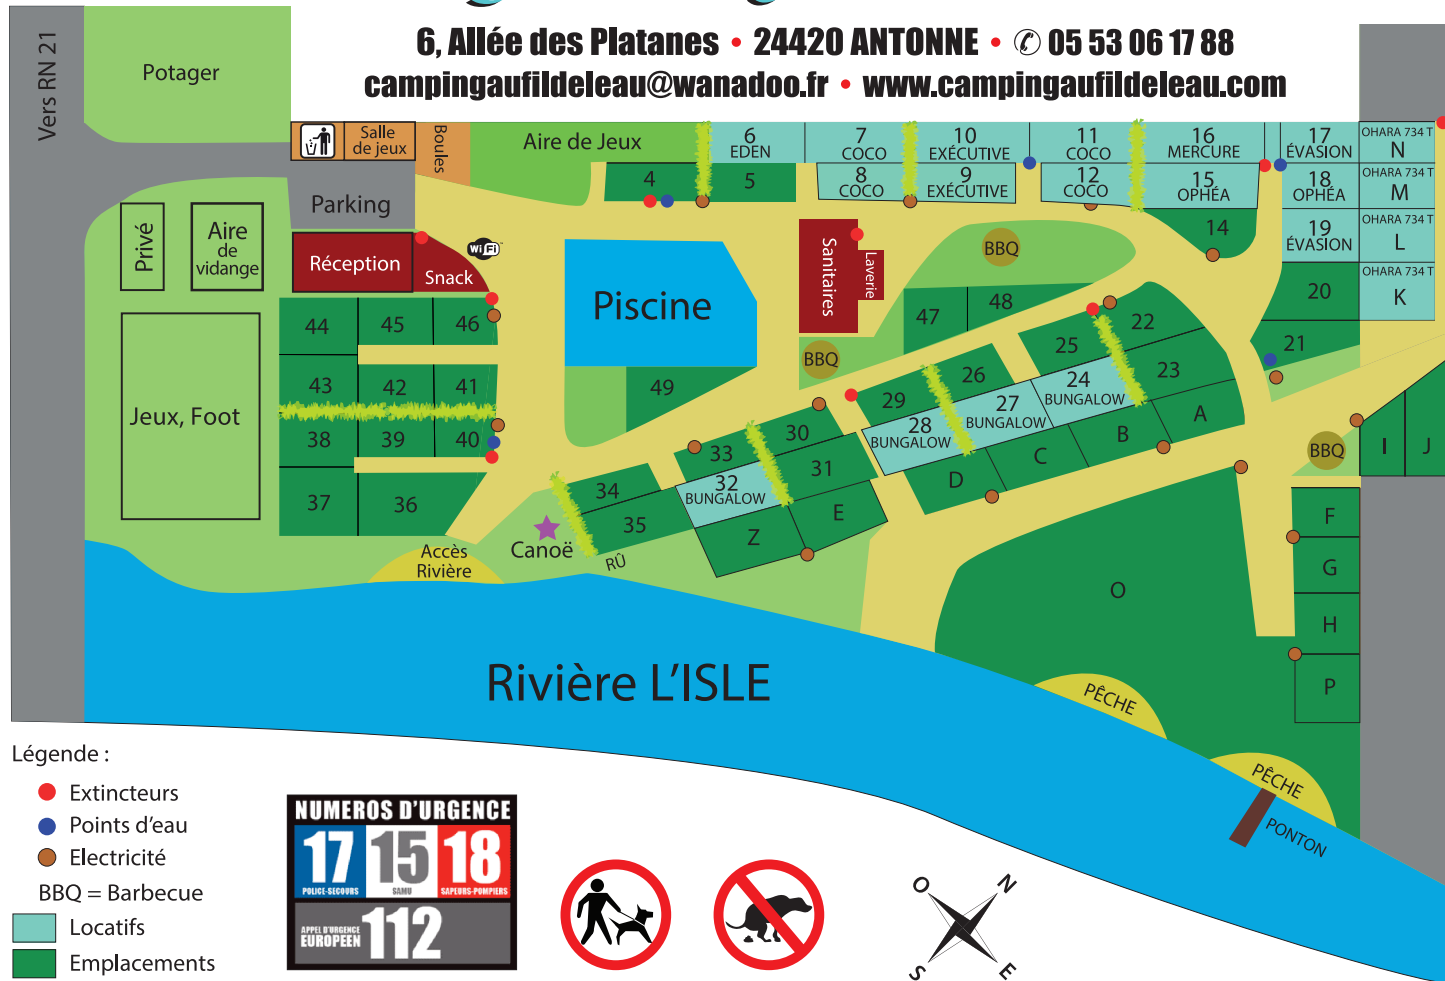 6, Allée des Platanes • 24420 ANTONNE • ✆ 05 53 06 17 88
campingaufildeleau@wanadoo.fr • www.campingaufildeleau.com
Vers RN 21
Potager
Salle
de jeux
Boules
Aire de Jeux
6
EDEN
7
COCO
10
EXÉCUTIVE
11
COCO
16
MERCURE
17
ÉVASION
OHARA 734 T
N
4
5
8
COCO
9
EXÉCUTIVE
12
COCO
15
OPHÉA
18
OPHÉA
OHARA 734 T
M
Parking
Privé
Aire
de
vidange
Réception
Snack
WiFi
Piscine
Sanitaires
Laverie
BBQ
14
19
ÉVASION
OHARA 734 T
L
20
OHARA 734 T
K
44
45
46
47
48
22
25
21
BBQ
43
42
41
49
29
26
24
BUNGALOW
23
Jeux, Foot
38
39
40
33
30
28
BUNGALOW
27
BUNGALOW
A
B
C
D
BBQ
I
J
37
36
34
35
32
BUNGALOW
31
Z
E
F
G
H
P
O
Canoë
RÛ
Accès
Rivière
Rivière L'ISLE
PÊCHE
PÊCHE
PONTON
Légende :
Extincteurs
Points d'eau
Electricité
BBQ = Barbecue
Locatifs
Emplacements
NUMEROS D'URGENCE
17
POLICE-SECOURS
15
SAMU
18
SAPEURS-POMPIERS
APPEL D'URGENCE
EUROPEEN
112
O
N
S
E